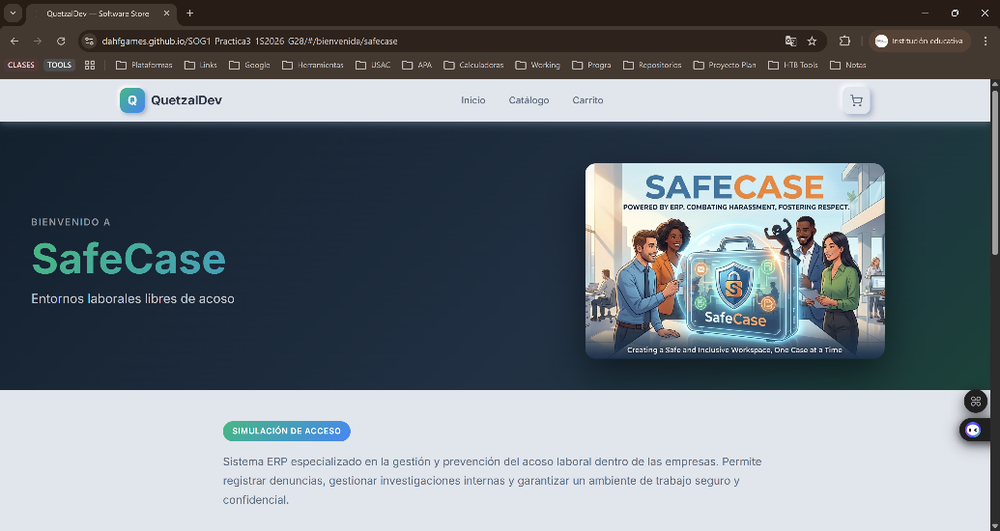 QuetzalDev — Software Store
dahfgames.github.io/SOG1_Practica3_1S2026_G28/#/bienvenida/safecase
Institución educativa
CLASES
TOOLS
Plataformas
Links
Google
Herramientas
USAC
APA
Calculadoras
Working
Progra
Repositorios
Proyecto Plan
HTB Tools
Notas
Q QuetzalDev
Inicio
Catálogo
Carrito
BIENVENIDO A
SafeCase
Entornos laborales libres de acoso
SAFECASE
POWERED BY ERP. COMBATING HARASSMENT, FOSTERING RESPECT.
S
SafeCase
Creating a Safe and Inclusive Workspace, One Case at a Time
SIMULACIÓN DE ACCESO
Sistema ERP especializado en la gestión y prevención del acoso laboral dentro de las empresas. Permite
registrar denuncias, gestionar investigaciones internas y garantizar un ambiente de trabajo seguro y
confidencial.